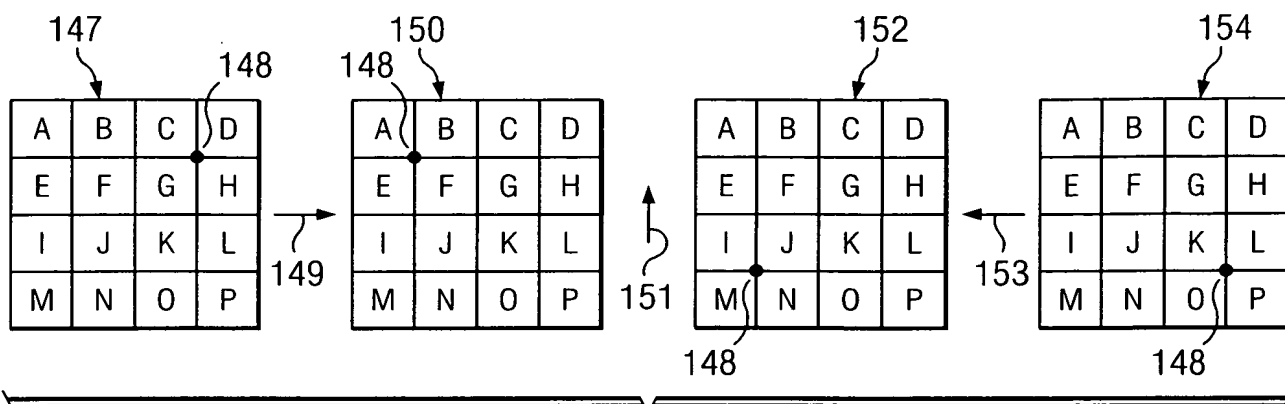 147 150 152 154
148 148
A B C D A B C D A B C D A B C D
E F G H E F G H E F G H E F G H
I J K L I J K L I J K L I J K L
149 151 153
M N O P M N O P M N O P M N O P
148 148